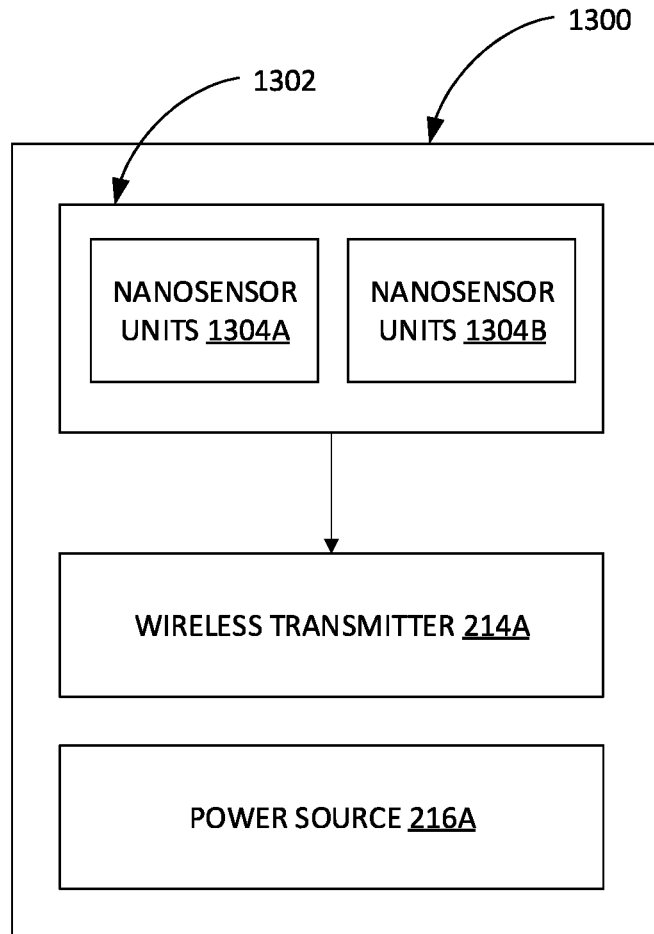 1300
1302
NANOSENSOR
UNITS 1304A
NANOSENSOR
UNITS 1304B
WIRELESS TRANSMITTER 214A
POWER SOURCE 216A